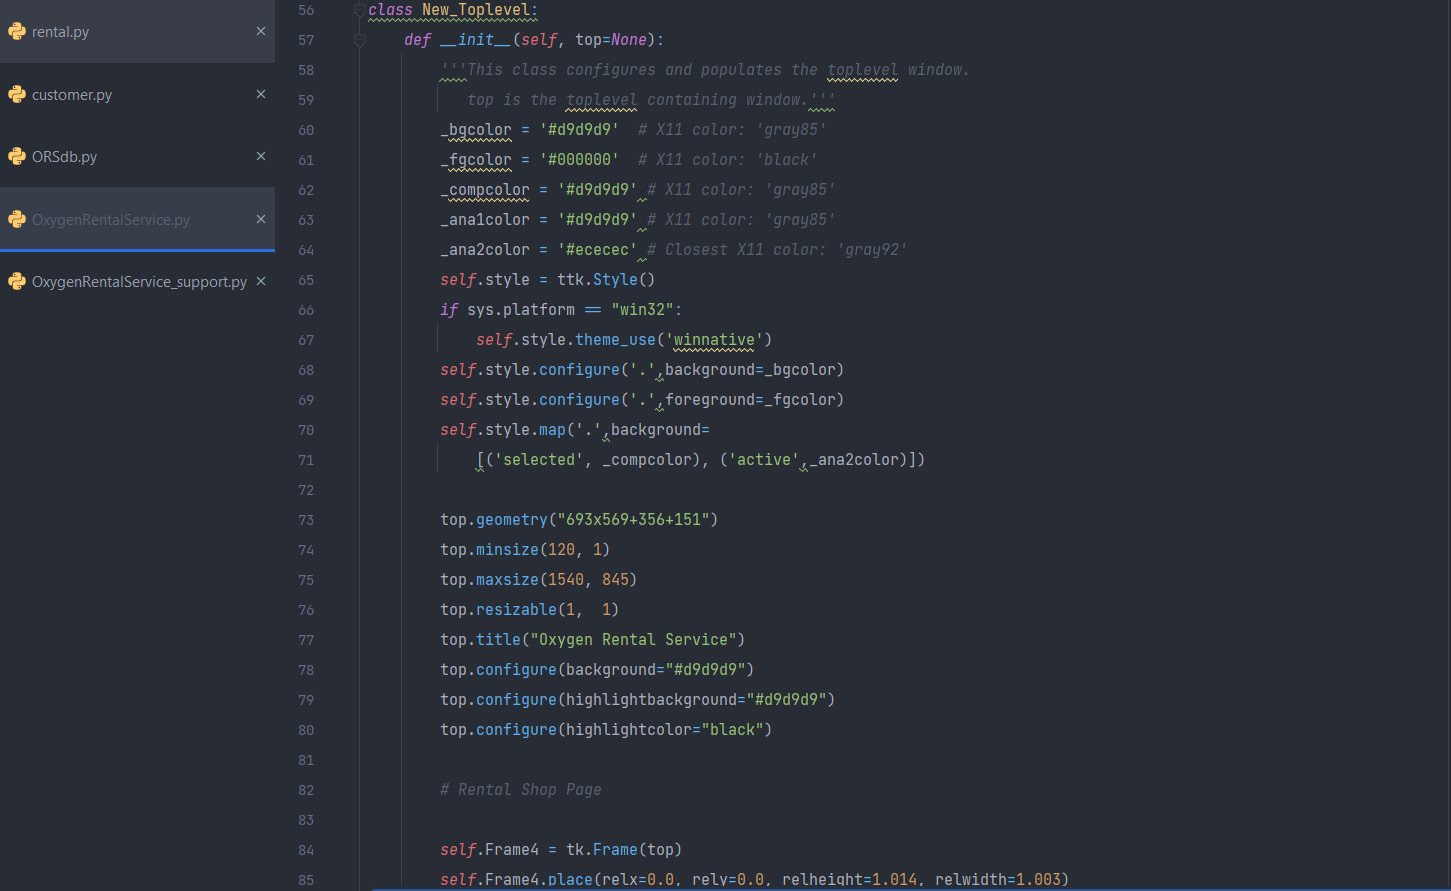 rental.py
customer.py
ORSdb.py
OxygenRentalService.py
OxygenRentalService_support.py
56 class New_Toplevel:
57 def __init__(self, top=None):
58 '''This class configures and populates the toplevel window.
59 top is the toplevel containing window.'''
60 _bgcolor = '#d9d9d9'  # X11 color: 'gray85'
61 _fgcolor = '#000000'  # X11 color: 'black'
62 _compcolor = '#d9d9d9' # X11 color: 'gray85'
63 _ana1color = '#d9d9d9' # X11 color: 'gray85'
64 _ana2color = '#ececec' # Closest X11 color: 'gray92'
65 self.style = ttk.Style()
66 if sys.platform == "win32":
67 self.style.theme_use('winnative')
68 self.style.configure('.',background=_bgcolor)
69 self.style.configure('.',foreground=_fgcolor)
70 self.style.map('.',background=
71 [('selected', _compcolor), ('active',_ana2color)])
72
73 top.geometry("693x569+356+151")
74 top.minsize(120, 1)
75 top.maxsize(1540, 845)
76 top.resizable(1,  1)
77 top.title("Oxygen Rental Service")
78 top.configure(background="#d9d9d9")
79 top.configure(highlightbackground="#d9d9d9")
80 top.configure(highlightcolor="black")
81
82 # Rental Shop Page
83
84 self.Frame4 = tk.Frame(top)
85 self.Frame4.place(relx=0.0, rely=0.0, relheight=1.014, relwidth=1.003)